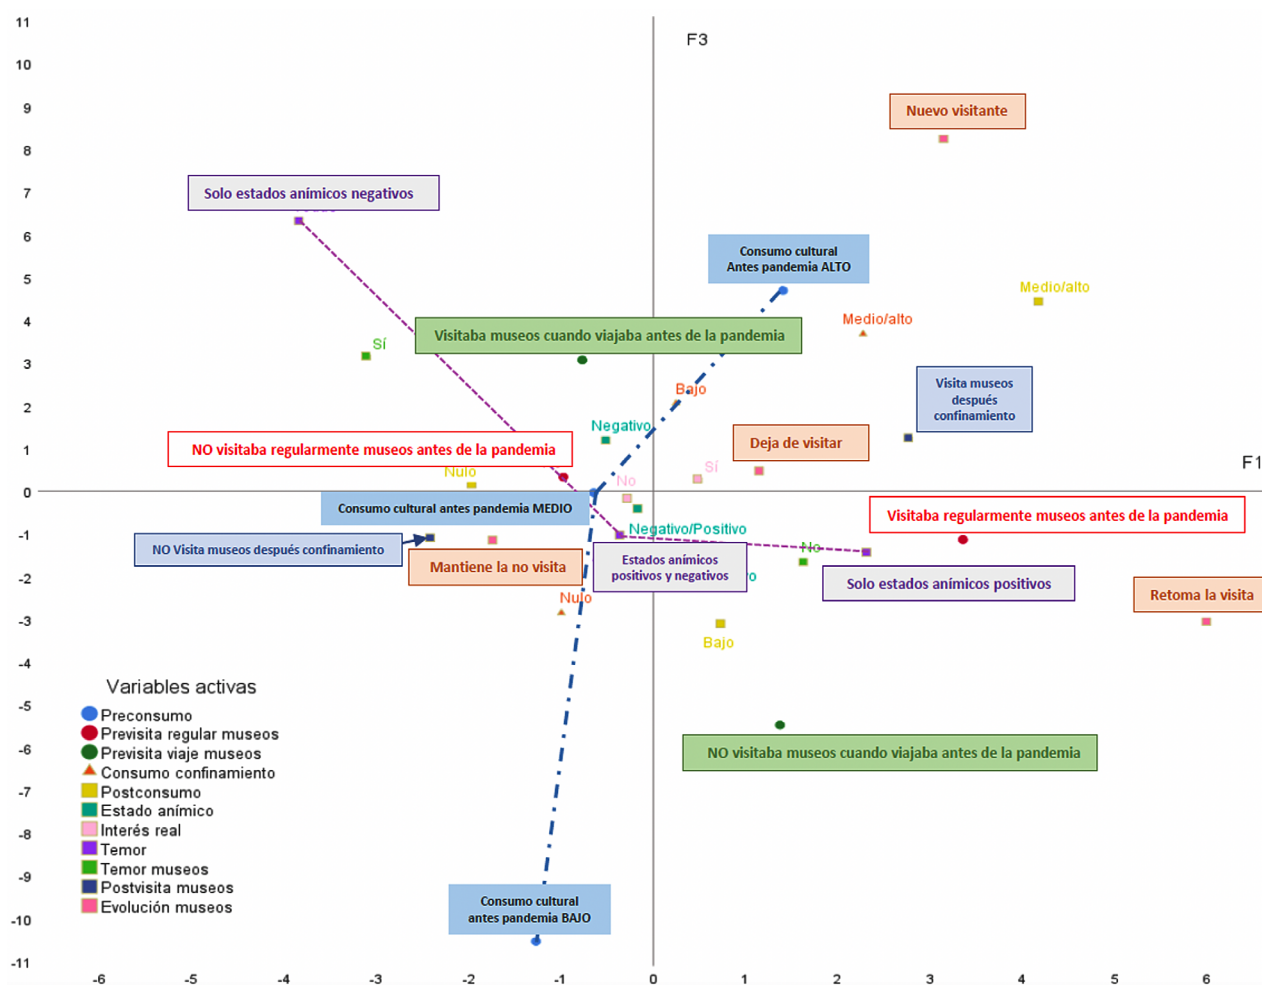 11
F3
10
9
Nuevo visitante
8
7
Solo estados anímicos negativos
6
Consumo cultural
Antes pandemia ALTO
5
Medio/alto
4
Medio/alto
Visitaba museos cuando viajaba antes de la pandemia
Sí
3
Visita museos
después
confinamiento
Bajo
2
Negativo
Deja de visitar
NO visitaba regularmente museos antes de la pandemia
1
F1
Sí
Nulo
No
0
Consumo cultural antes pandemia MEDIO
Visitaba regularmente museos antes de la pandemia
Negativo/Positivo
-1
NO Visita museos después confinamiento
No
Mantiene la no visita
Estados anímicos
positivos y negativos
vo
Solo estados anímicos positivos
-2
Nulo
Retoma la visita
-3
Bajo
-4
Variables activas
-5
Preconsumo
Previsita regular museos
-6
Previsita viaje museos
NO visitaba museos cuando viajaba antes de la pandemia
Consumo confinamiento
-7
Postconsumo
Estado anímico
Interés real
-8
Temor
Temor museos
-9
Postvisita museos
Evolución museos
Consumo cultural
antes pandemia BAJO
-10
-11
-6 -5 -4 -3 -2 -1 0 1 2 3 4 5 6